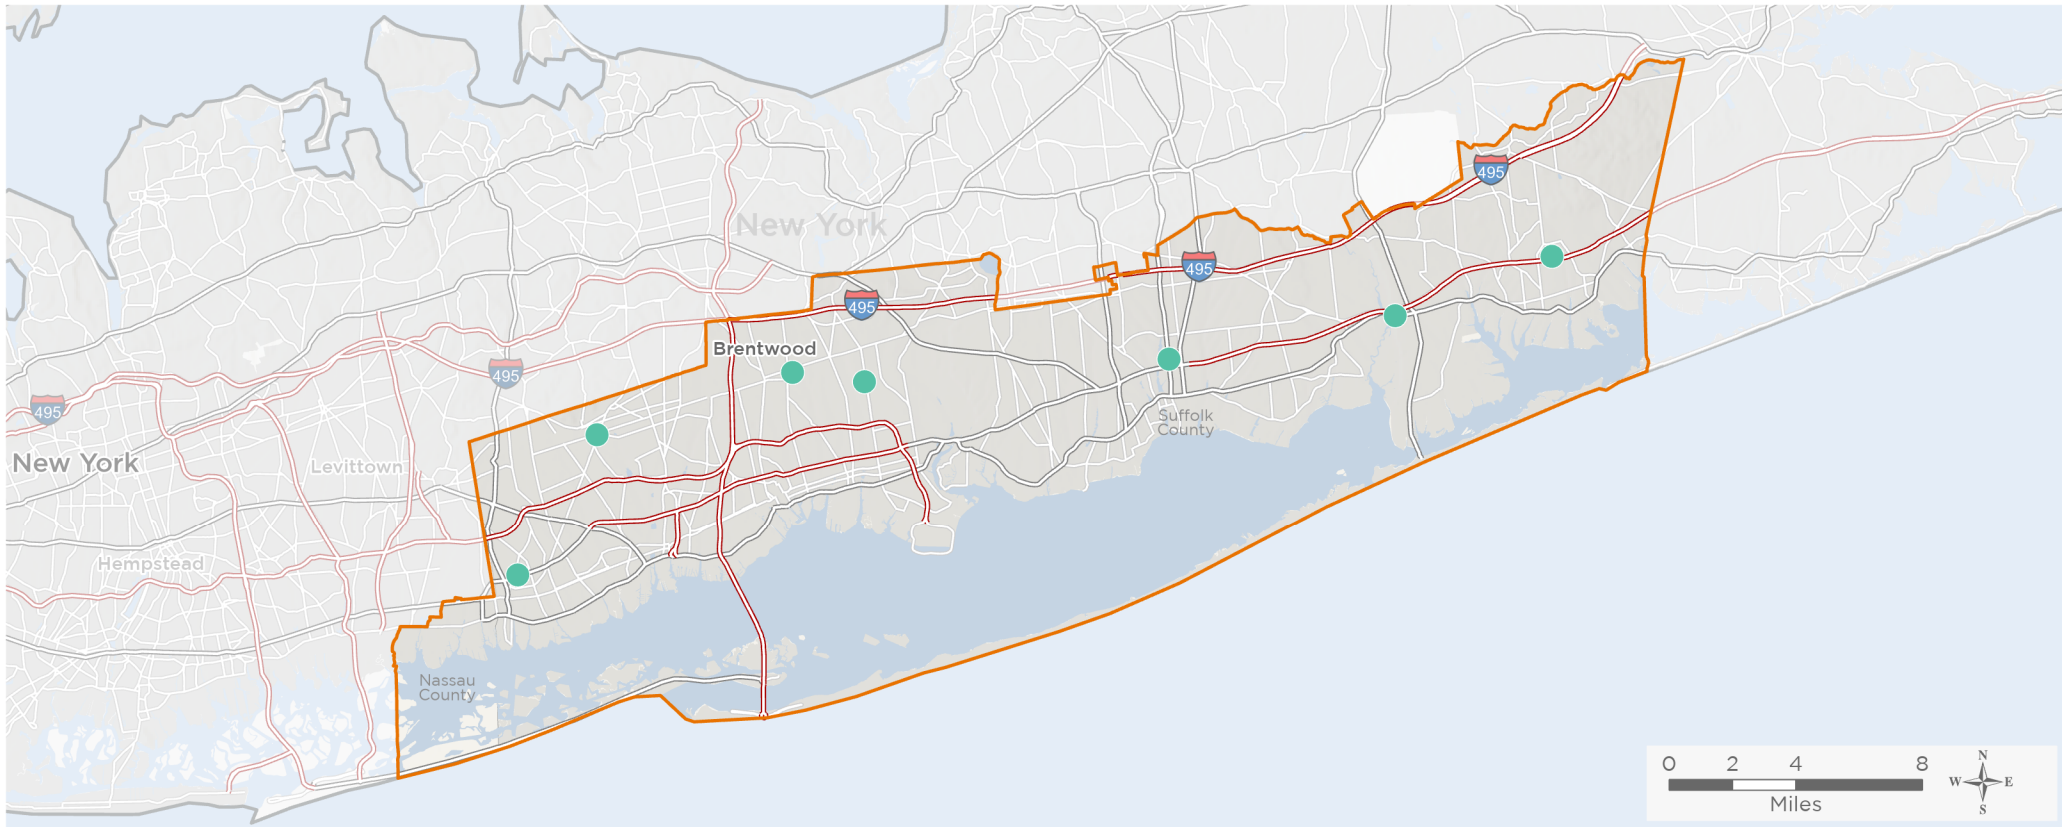 New York
495
495
495
Brentwood
495
495
Suffolk
County
New York
Levittown
Hempstead
Nassau
County
0 2 4 8
Miles
N
W E
S